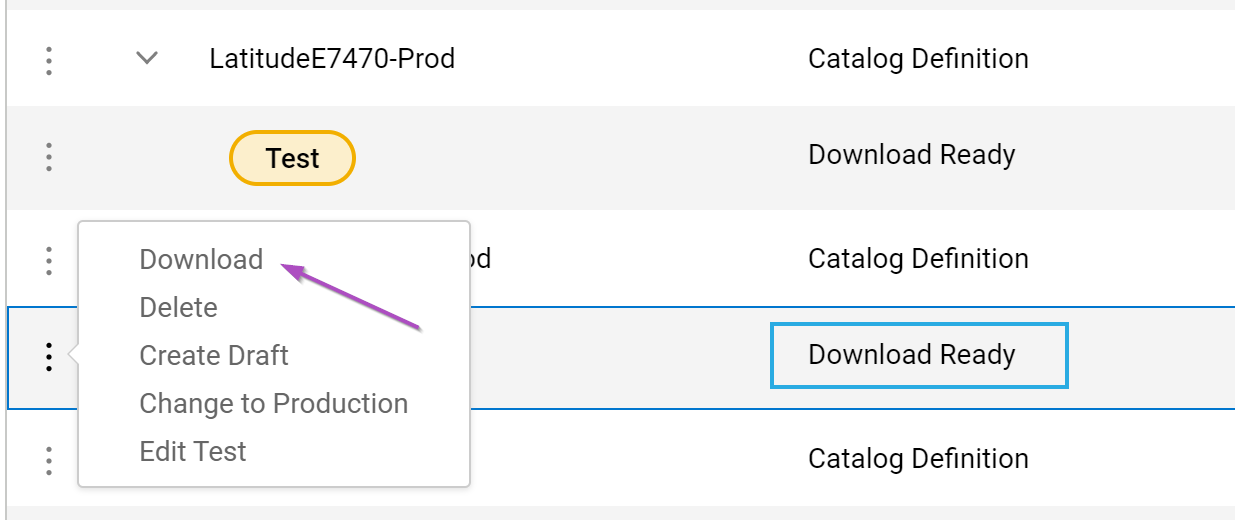 LatitudeE7470-Prod Catalog Definition
Test Download Ready
Download
od Catalog Definition
Delete
Create Draft
Download Ready
Change to Production
Edit Test
Catalog Definition